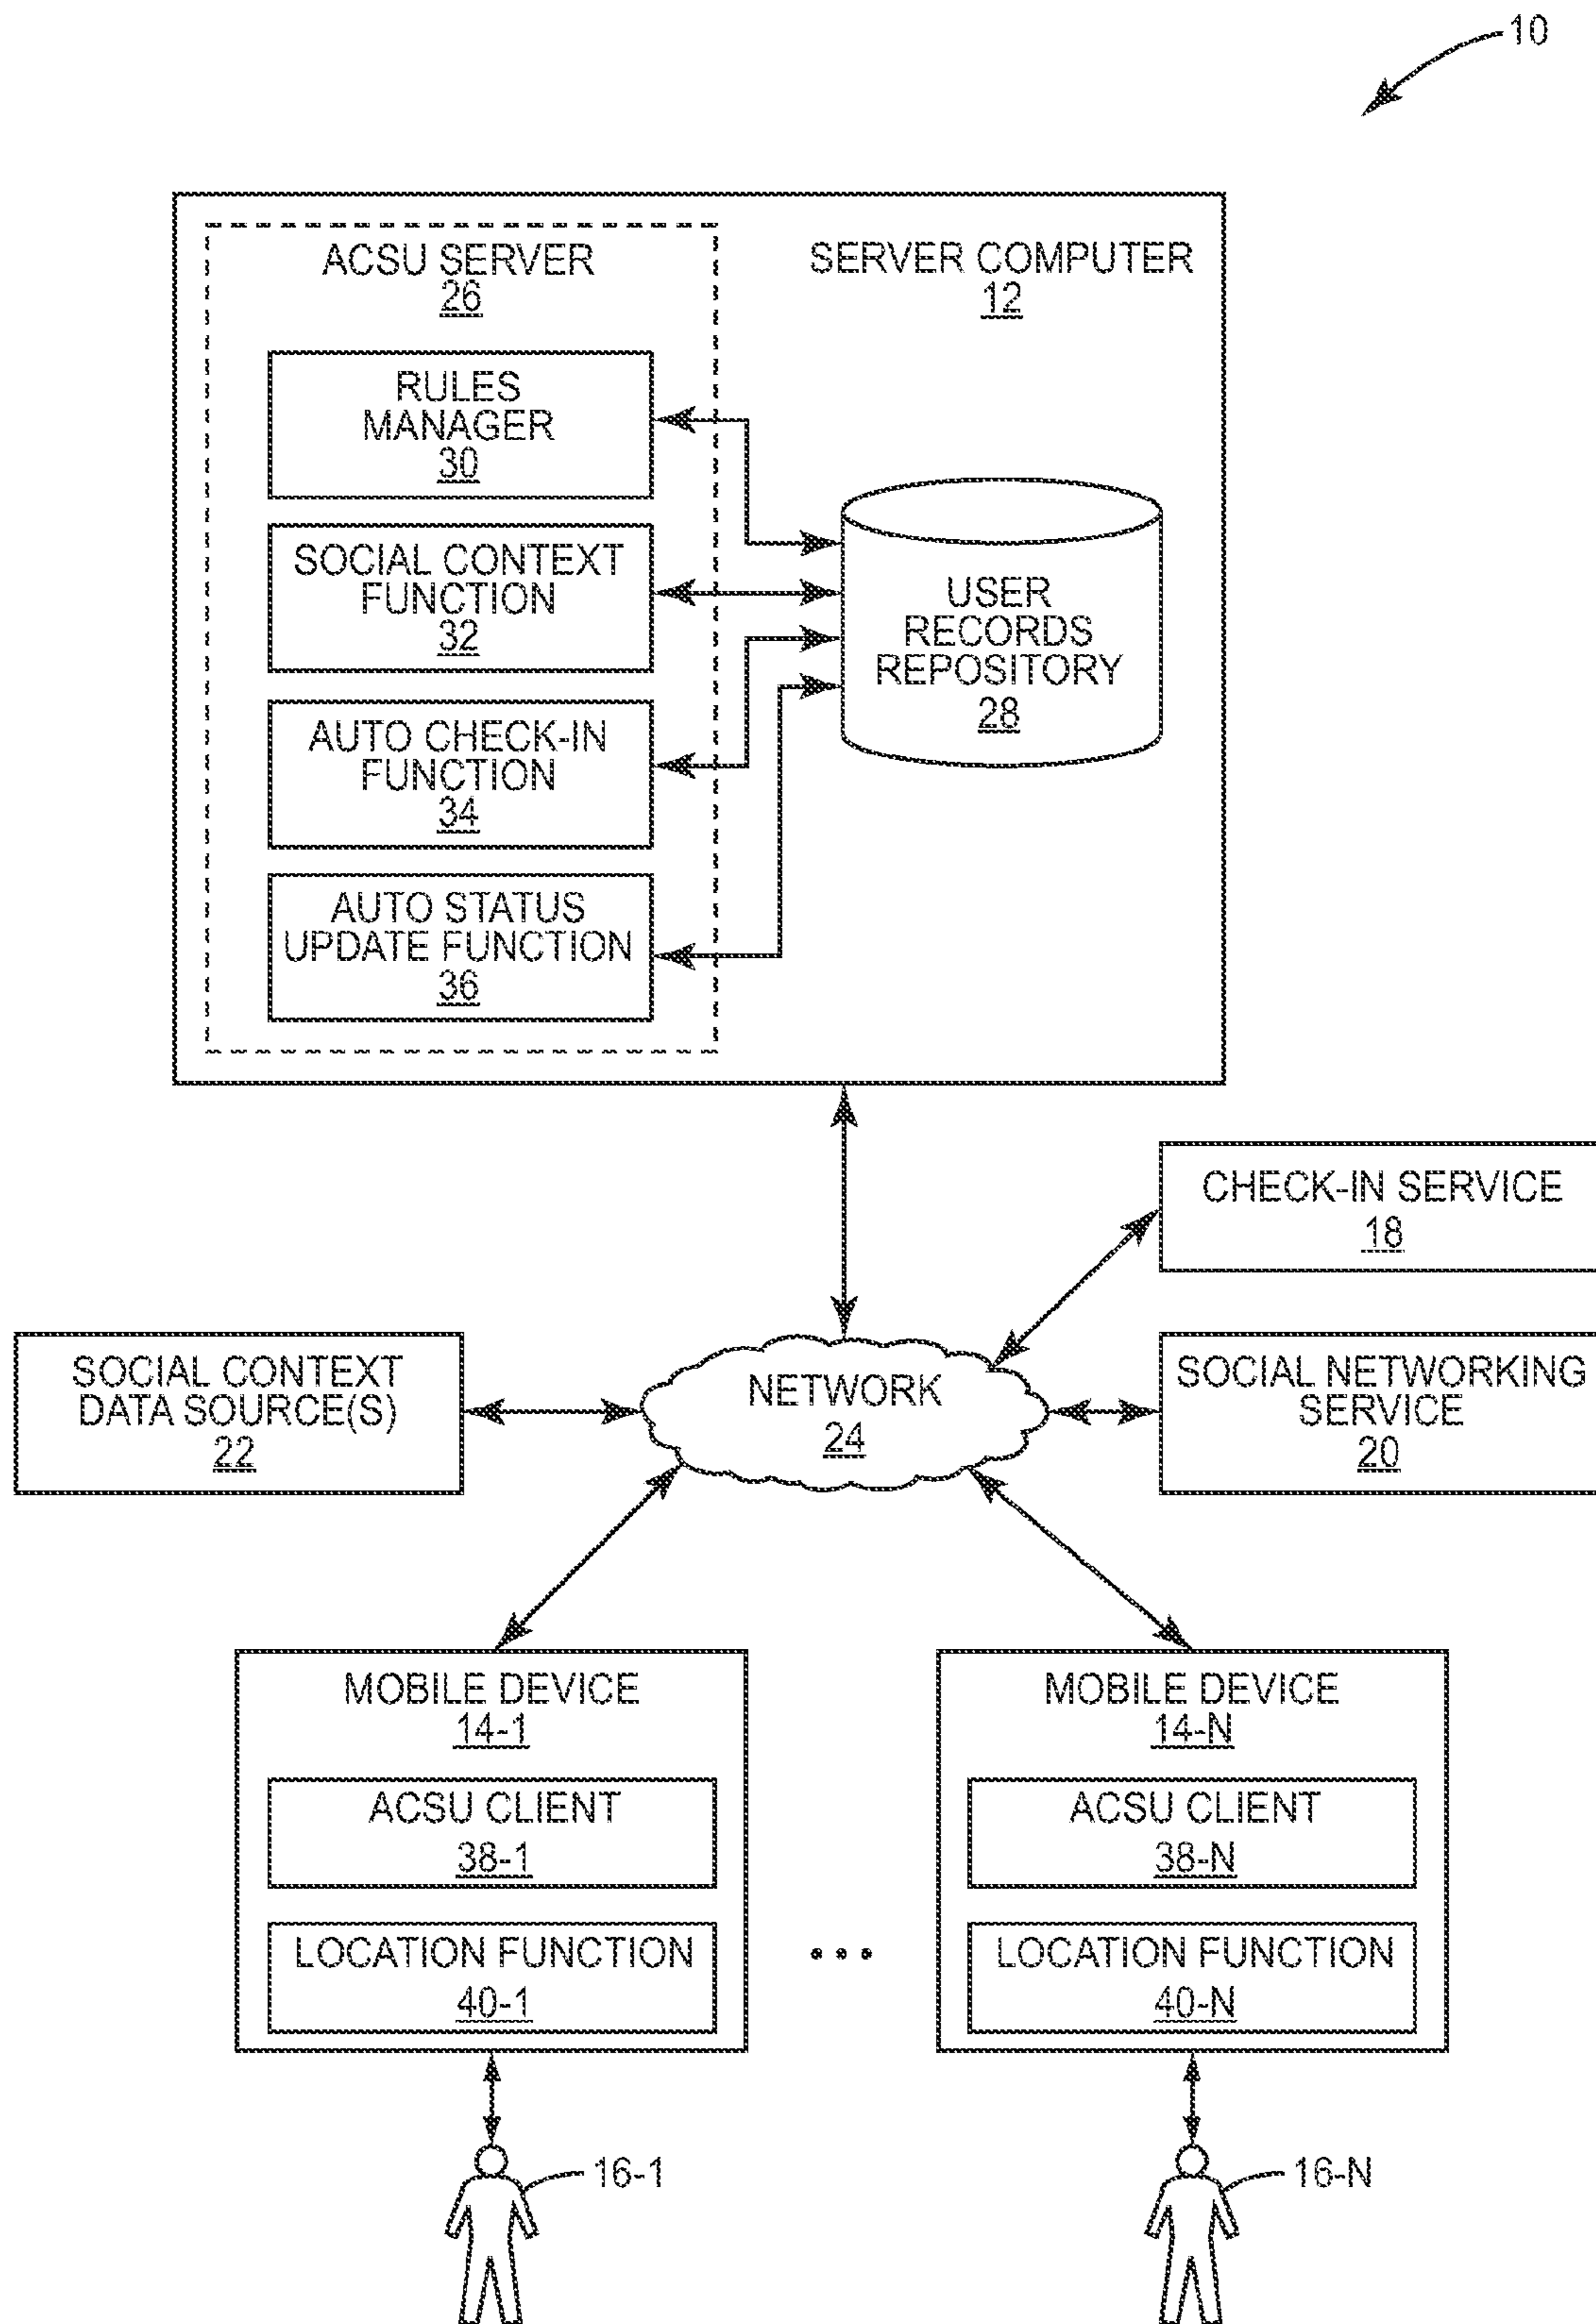 10
ACSU SERVER
26
SERVER COMPUTER
12
RULES
MANAGER
30
SOCIAL CONTEXT
FUNCTION
32
AUTO CHECK-IN
FUNCTION
34
AUTO STATUS
UPDATE FUNCTION
36
USER
RECORDS
REPOSITORY
28
CHECK-IN SERVICE
18
SOCIAL CONTEXT
DATA SOURCE(S)
22
NETWORK
24
SOCIAL NETWORKING
SERVICE
20
MOBILE DEVICE
14-1
ACSU CLIENT
38-1
LOCATION FUNCTION
40-1
• • •
MOBILE DEVICE
14-N
ACSU CLIENT
38-N
LOCATION FUNCTION
40-N
16-1
16-N